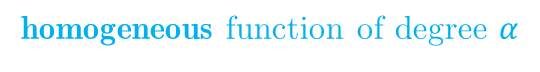 homogeneous function of degree α